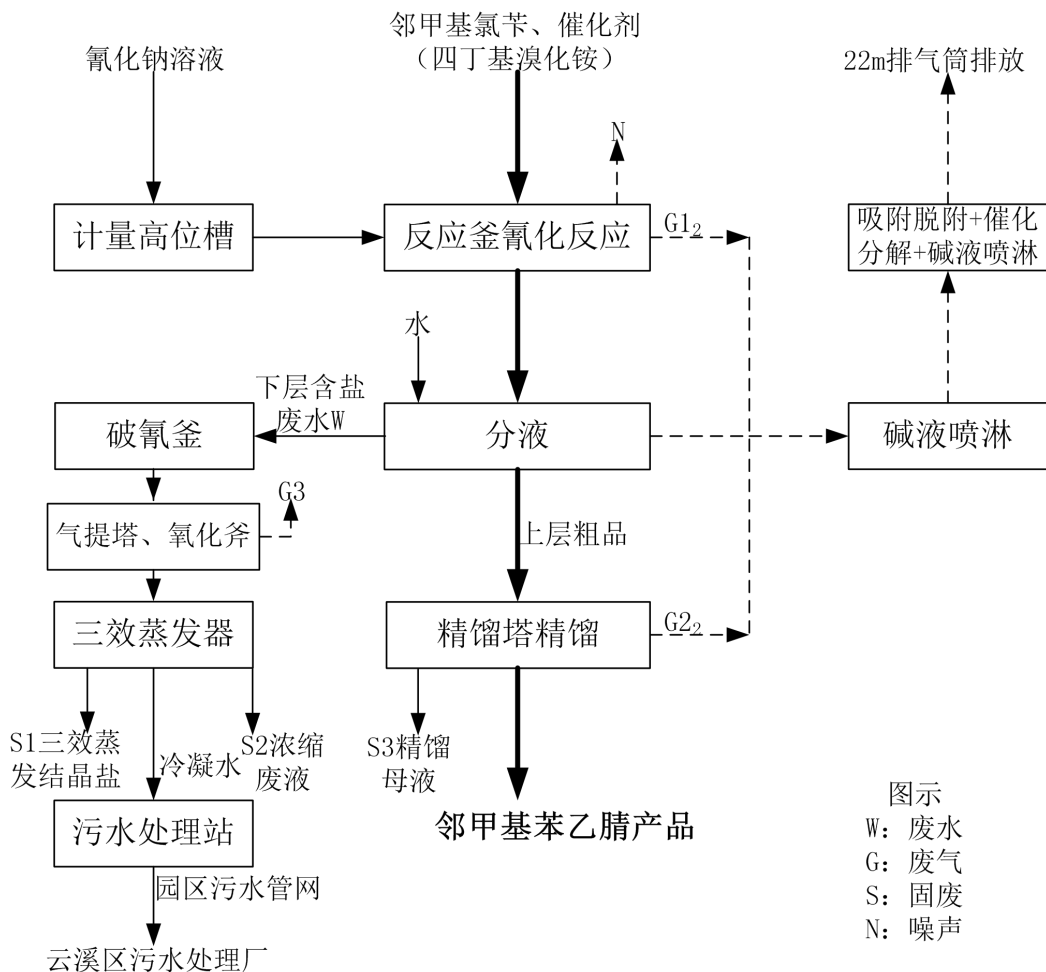 氰化钠溶液
邻甲基氯苄、催化剂
（四丁基溴化铵）
22m排气筒排放
N
计量高位槽
反应釜氰化反应
G1₂
吸附脱附+催化
分解+碱液喷淋
水
下层含盐
废水W
破氰釜
分液
碱液喷淋
G3
气提塔、氧化斧
上层粗品
三效蒸发器
精馏塔精馏
G2₂
S1三效蒸
发结晶盐
冷凝水
S2浓缩
废液
S3精馏
母液
污水处理站
邻甲基苯乙腈产品
园区污水管网
云溪区污水处理厂
图示
W：废水
G：废气
S：固废
N：噪声